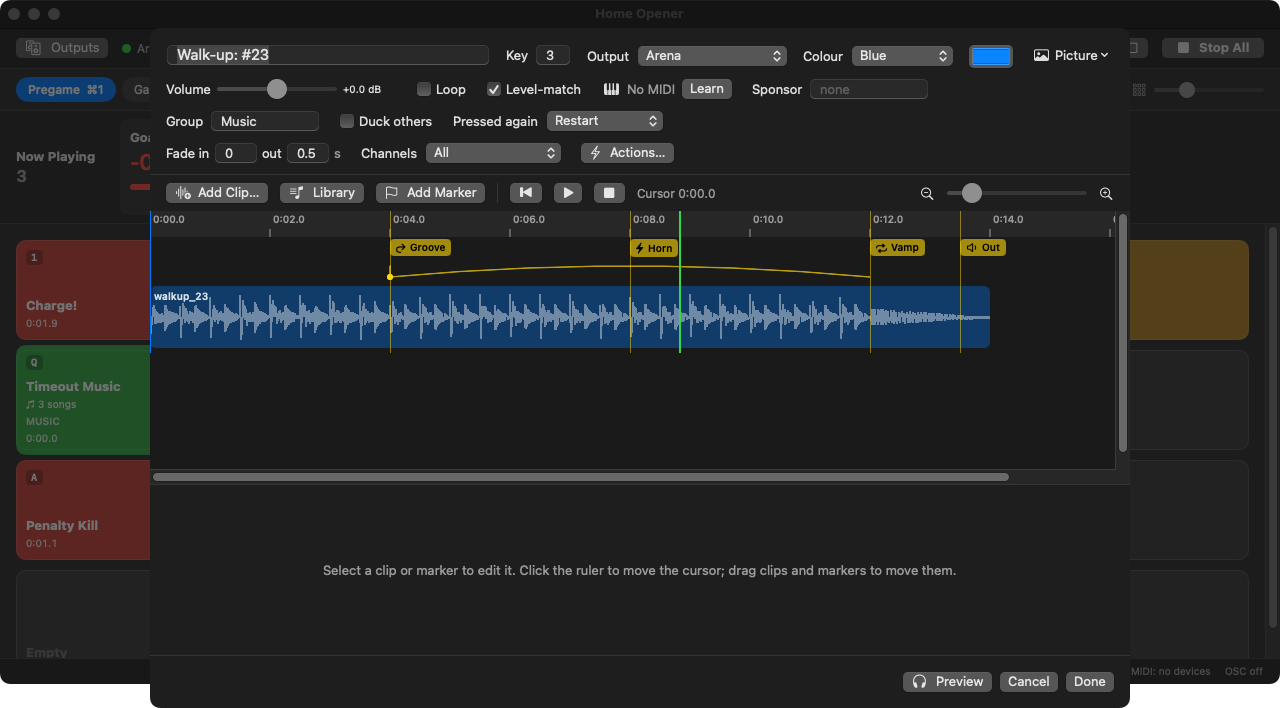 Home Opener
Outputs
Stop All
Walk-up: #23
Key 3 Output Arena Colour Blue Picture
Pregame ⌘1
Volume +0.0 dB Loop Level-match No MIDI Learn Sponsor none
Group Music Duck others Pressed again Restart
Fade in 0 out 0.5 s Channels All Actions...
Now Playing
3
Add Clip... Library Add Marker Cursor 0:00.0
0:00.0 0:02.0 0:04.0 0:06.0 0:08.0 0:10.0 0:12.0 0:14.0
Groove Horn Vamp Out
walkup_23
1
Charge!
0:01.9
Q
Timeout Music
3 songs
MUSIC
0:00.0
A
Penalty Kill
0:01.1
Empty
Select a clip or marker to edit it. Click the ruler to move the cursor; drag clips and markers to move them.
MIDI: no devices OSC off
Preview Cancel Done